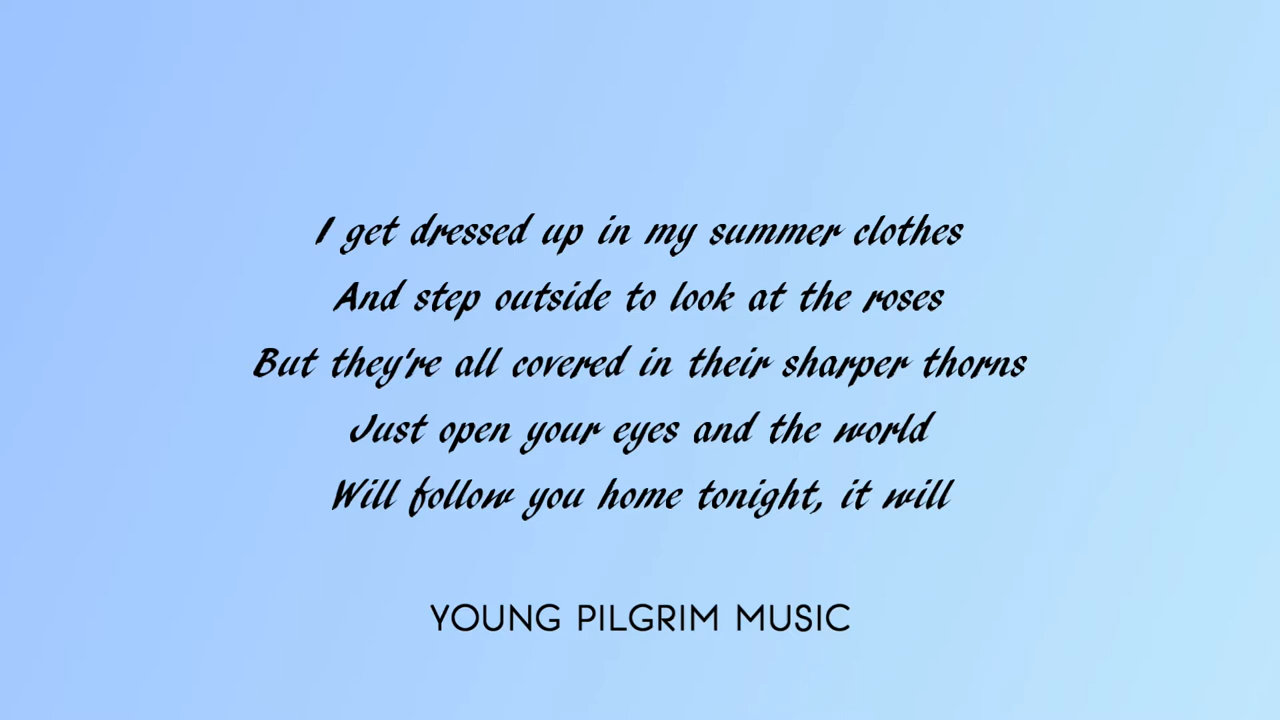 I get dressed up in my summer clothes
And step outside to look at the roses
But they're all covered in their sharper thorns
Just open your eyes and the world
Will follow you home tonight, it will
YOUNG PILGRIM MUSIC